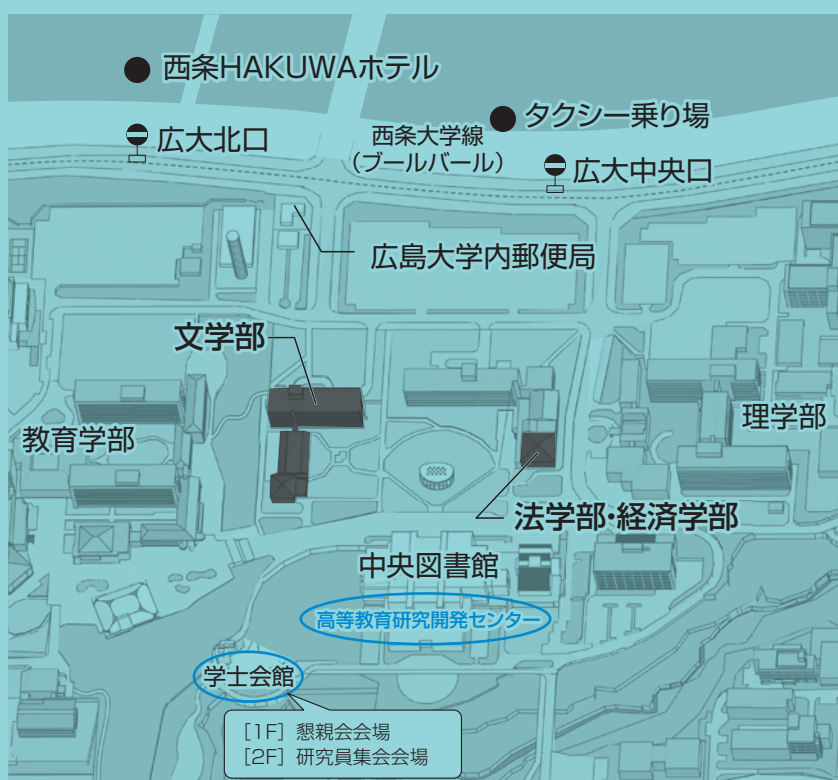 西条HAKUWAホテル
タクシー乗り場
広大北口
西条大学線
（ブールバール）
広大中央口
広島大学内郵便局
文学部
教育学部
理学部
法学部・経済学部
中央図書館
高等教育研究開発センター
学士会館
［1F］懇親会会場
［2F］研究員集会会場